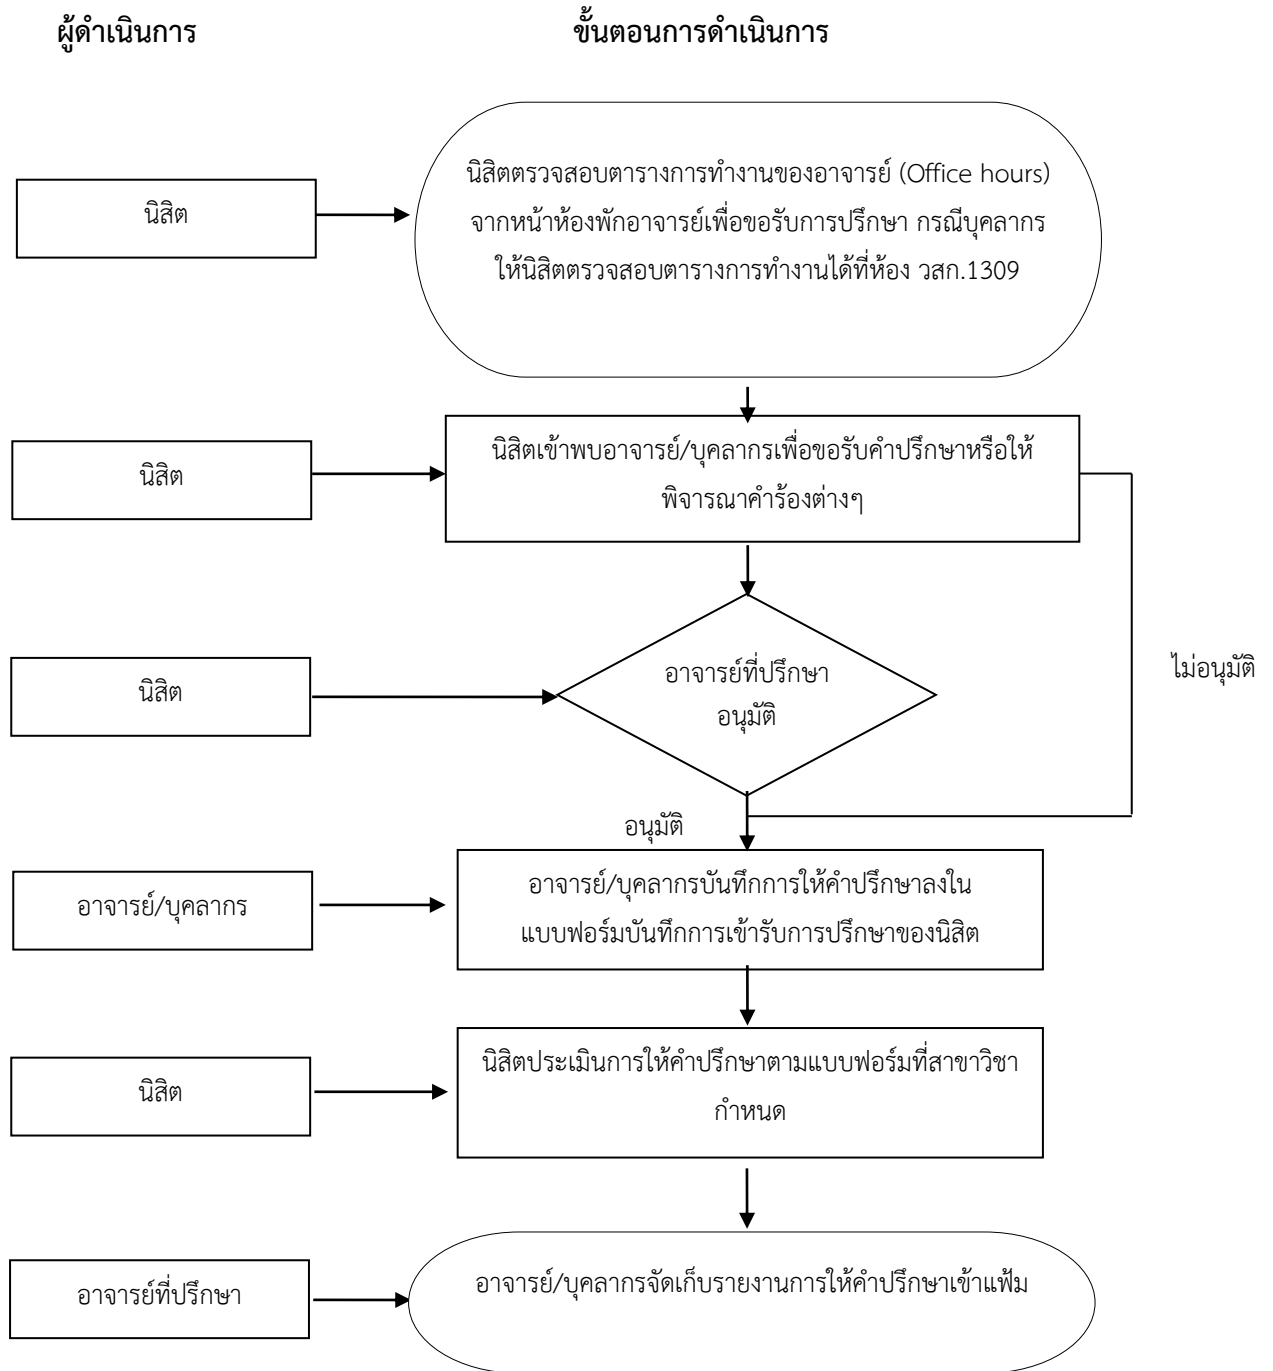 ผู้ดำเนินการ
ขั้นตอนการดำเนินการ
นิสิต
นิสิตตรวจสอบตารางการทำงานของอาจารย์ (Office hours)
จากหน้าห้องพักอาจารย์เพื่อขอรับการปรึกษา กรณีบุคลากร
ให้นิสิตตรวจสอบตารางการทำงานได้ที่ห้อง วสก.1309
นิสิต
นิสิตเข้าพบอาจารย์/บุคลากรเพื่อขอรับคำปรึกษาหรือให้
พิจารณาคำร้องต่างๆ
นิสิต
อาจารย์ที่ปรึกษา
อนุมัติ
ไม่อนุมัติ
อนุมัติ
อาจารย์/บุคลากร
อาจารย์/บุคลากรบันทึกการให้คำปรึกษาลงใน
แบบฟอร์มบันทึกการเข้ารับการปรึกษาของนิสิต
นิสิต
นิสิตประเมินการให้คำปรึกษาตามแบบฟอร์มที่สาขาวิชา
กำหนด
อาจารย์ที่ปรึกษา
อาจารย์/บุคลากรจัดเก็บรายงานการให้คำปรึกษาเข้าแฟ้ม